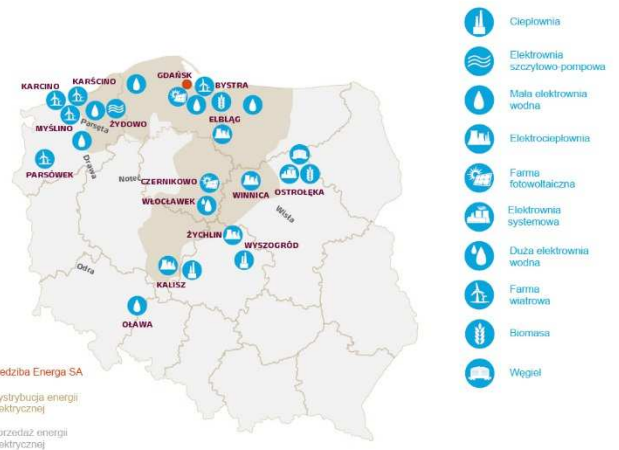 GDAŃSK
KARŚCINO
KARCINO
BYSTRA
MYŚLINO
Parsęta
ŻYDOWO
ELBLĄG
PARSÓWEK
Drawa
Noteć
CZERNIKOWO
WINNICA
OSTROŁĘKA
WŁOCŁAWEK
Wisła
ŻYCHLIN
WYSZOGRÓD
Odra
KALISZ
OŁAWA
edziba Energa SA
ystrybucja energii
ektrycznej
przedaż energii
ektrycznej
Ciepłownia
Elektrownia
szczytowo-pompowa
Mała elektrownia
wodna
Elektrociepłownia
Farma
fotowoltaiczna
Elektrownia
systemowa
Duża elektrownia
wodna
Farma
wiatrowa
Biomasa
Węgiel